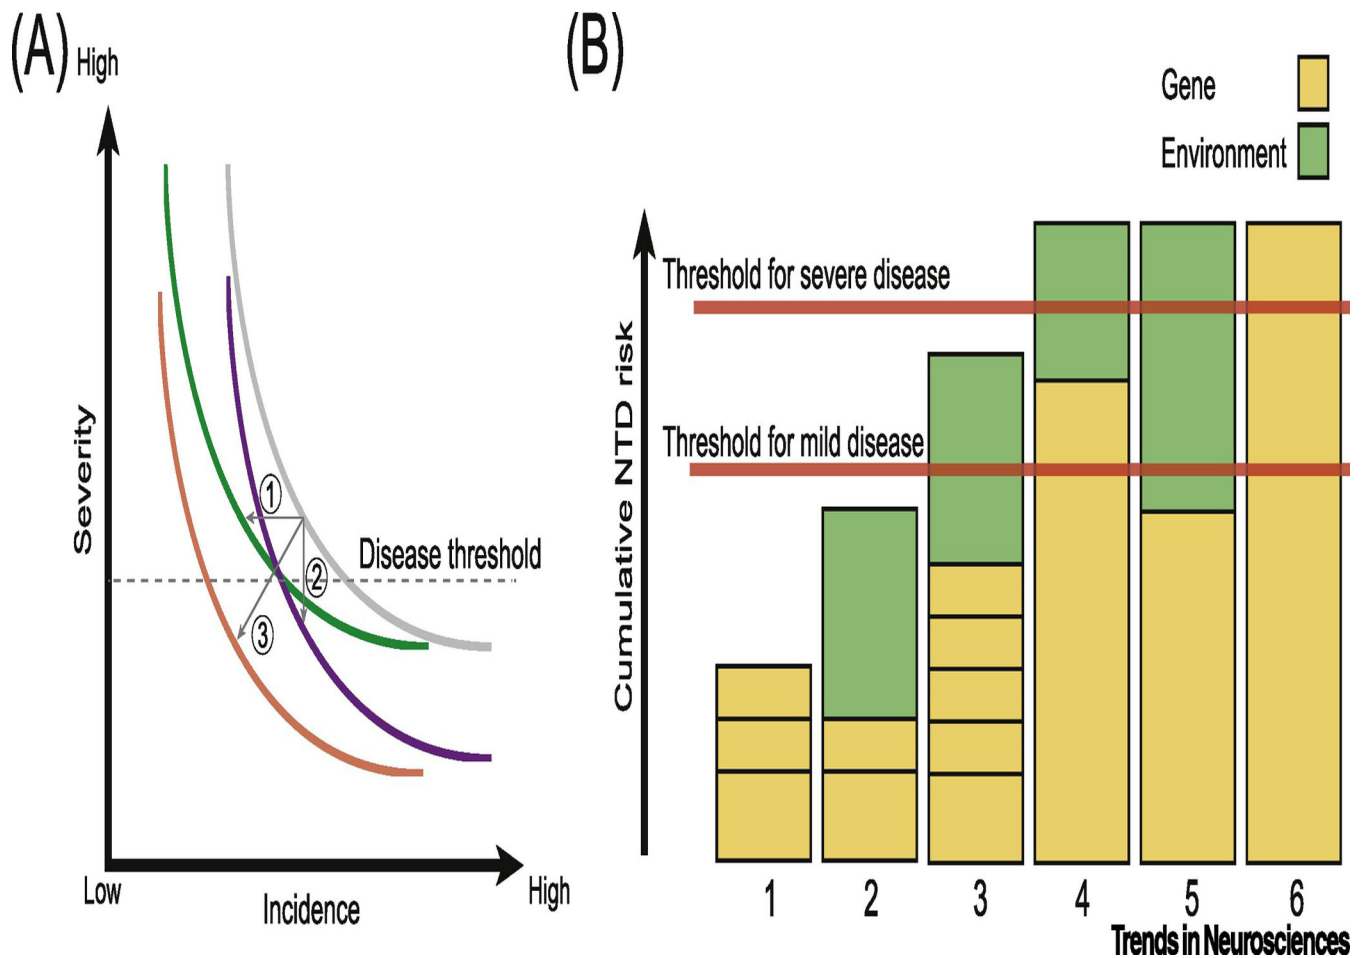 (A)
High
Severity
①
②
③
Disease threshold
Low
Incidence
High
(B)
Gene
Environment
Cumulative NTD risk
Threshold for severe disease
Threshold for mild disease
1 2 3 4 5 6
Trends in Neurosciences